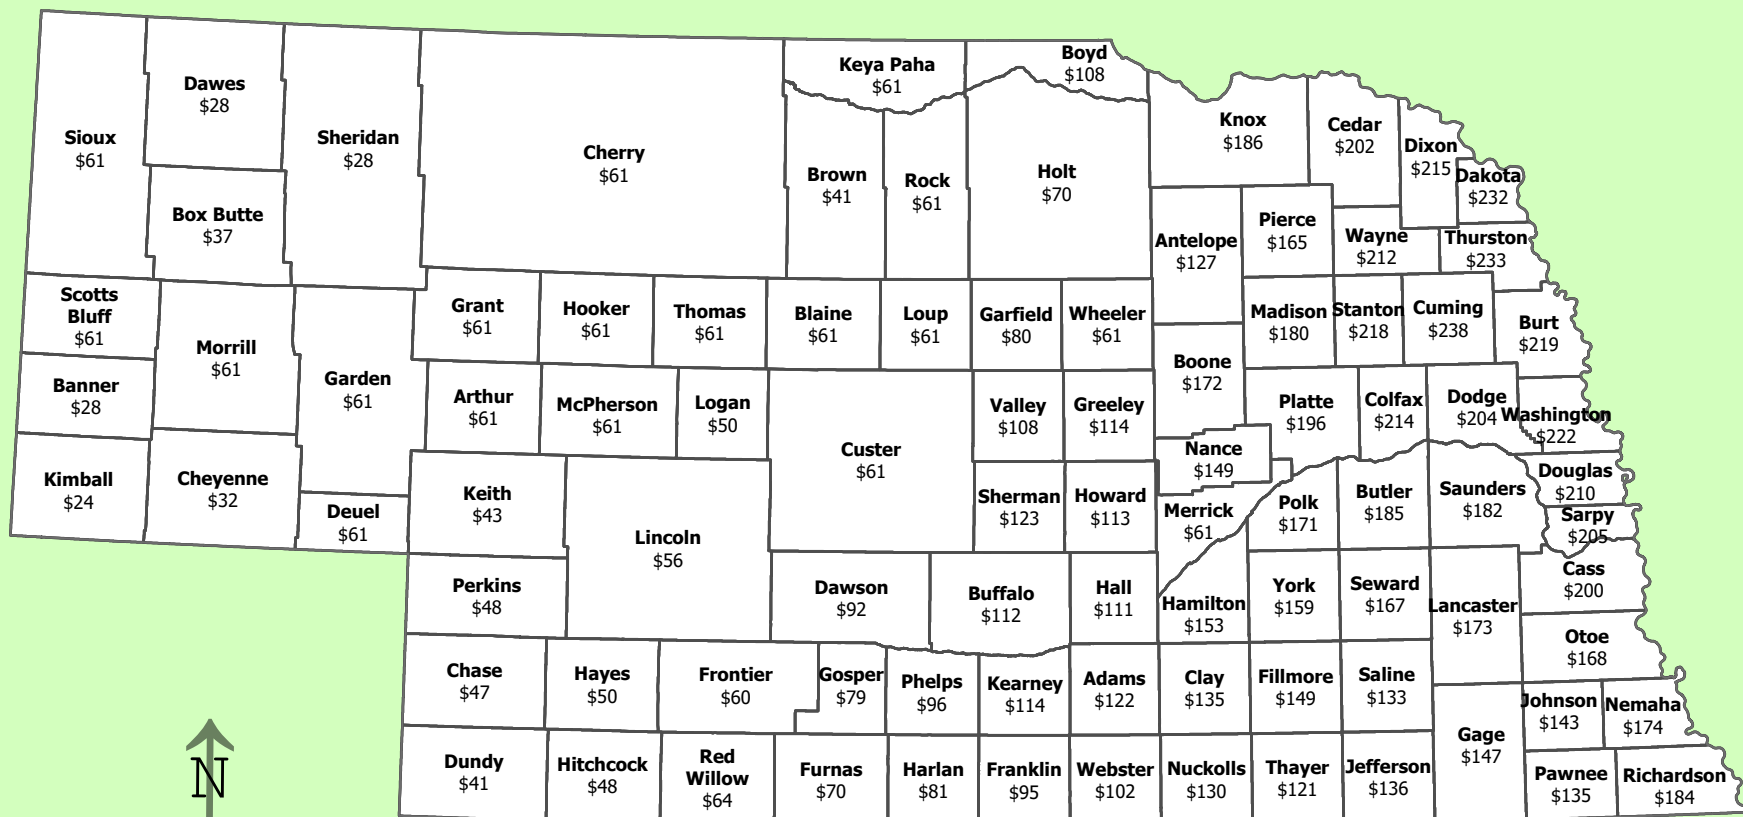 Sioux
$61
Dawes
$28
Box Butte
$37
Sheridan
$28
Cherry
$61
Keya Paha
$61
Boyd
$108
Brown
$41
Rock
$61
Holt
$70
Knox
$186
Cedar
$202
Dixon
$215
Dakota
$232
Antelope
$127
Pierce
$165
Wayne
$212
Thurston
$233
Scotts
Bluff
$61
Banner
$28
Kimball
$24
Morrill
$61
Cheyenne
$32
Garden
$61
Deuel
$61
Grant
$61
Hooker
$61
Thomas
$61
Blaine
$61
Loup
$61
Garfield
$80
Wheeler
$61
Madison
$180
Stanton
$218
Cuming
$238
Burt
$219
Boone
$172
Arthur
$61
McPherson
$61
Logan
$50
Custer
$61
Valley
$108
Greeley
$114
Platte
$196
Colfax
$214
Dodge
$204
Washington
$222
Nance
$149
Keith
$43
Lincoln
$56
Sherman
$123
Howard
$113
Merrick
$61
Polk
$171
Butler
$185
Saunders
$182
Douglas
$210
Sarpy
$205
Perkins
$48
Dawson
$92
Buffalo
$112
Hall
$111
Hamilton
$153
York
$159
Seward
$167
Lancaster
$173
Cass
$200
Otoe
$168
Chase
$47
Hayes
$50
Frontier
$60
Gosper
$79
Phelps
$96
Kearney
$114
Adams
$122
Clay
$135
Fillmore
$149
Saline
$133
Gage
$147
Johnson
$143
Nemaha
$174
Dundy
$41
Hitchcock
$48
Red
Willow
$64
Furnas
$70
Harlan
$81
Franklin
$95
Webster
$102
Nuckolls
$130
Thayer
$121
Jefferson
$136
Pawnee
$135
Richardson
$184
N